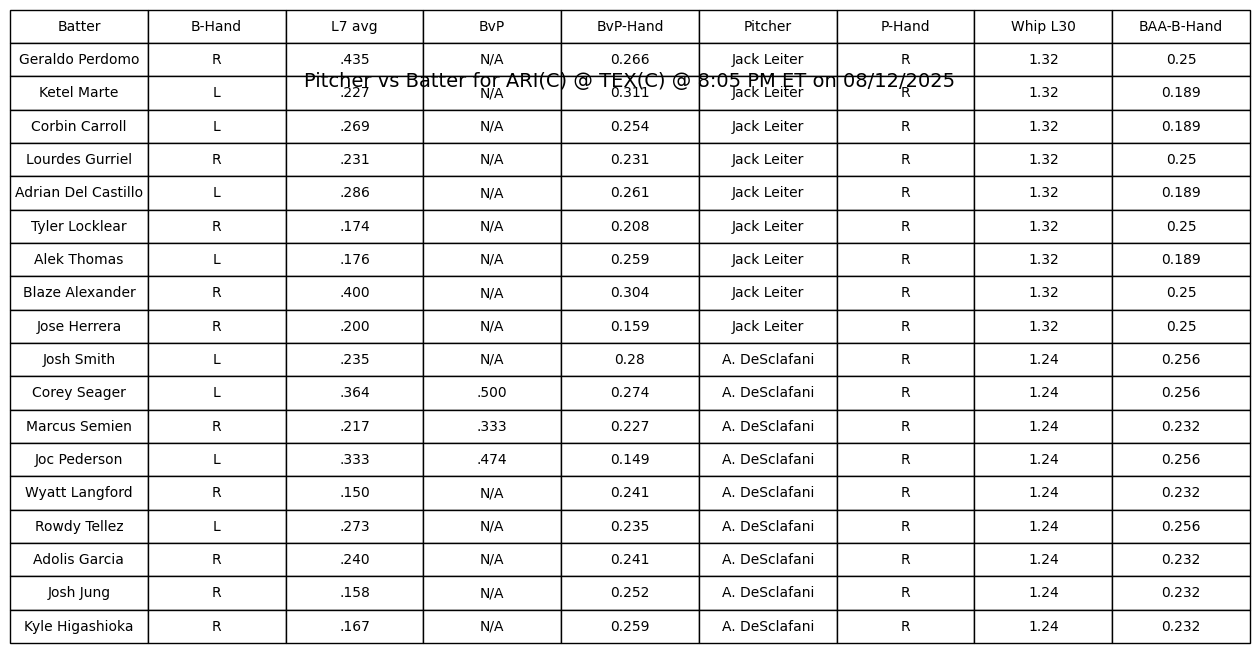 Batter B-Hand L7 avg BvP BvP-Hand Pitcher P-Hand Whip L30 BAA-B-Hand
Geraldo Perdomo R .435 N/A 0.266 Jack Leiter R 1.32 0.25
Pitcher vs Batter for ARI(C) @ TEX(C) @ 8:05 PM ET on 08/12/2025
Ketel Marte L .227 N/A 0.311 Jack Leiter R 1.32 0.189
Corbin Carroll L .269 N/A 0.254 Jack Leiter R 1.32 0.189
Lourdes Gurriel R .231 N/A 0.231 Jack Leiter R 1.32 0.25
Adrian Del Castillo L .286 N/A 0.261 Jack Leiter R 1.32 0.189
Tyler Locklear R .174 N/A 0.208 Jack Leiter R 1.32 0.25
Alek Thomas L .176 N/A 0.259 Jack Leiter R 1.32 0.189
Blaze Alexander R .400 N/A 0.304 Jack Leiter R 1.32 0.25
Jose Herrera R .200 N/A 0.159 Jack Leiter R 1.32 0.25
Josh Smith L .235 N/A 0.28 A. DeSclafani R 1.24 0.256
Corey Seager L .364 .500 0.274 A. DeSclafani R 1.24 0.256
Marcus Semien R .217 .333 0.227 A. DeSclafani R 1.24 0.232
Joc Pederson L .333 .474 0.149 A. DeSclafani R 1.24 0.256
Wyatt Langford R .150 N/A 0.241 A. DeSclafani R 1.24 0.232
Rowdy Tellez L .273 N/A 0.235 A. DeSclafani R 1.24 0.256
Adolis Garcia R .240 N/A 0.241 A. DeSclafani R 1.24 0.232
Josh Jung R .158 N/A 0.252 A. DeSclafani R 1.24 0.232
Kyle Higashioka R .167 N/A 0.259 A. DeSclafani R 1.24 0.232